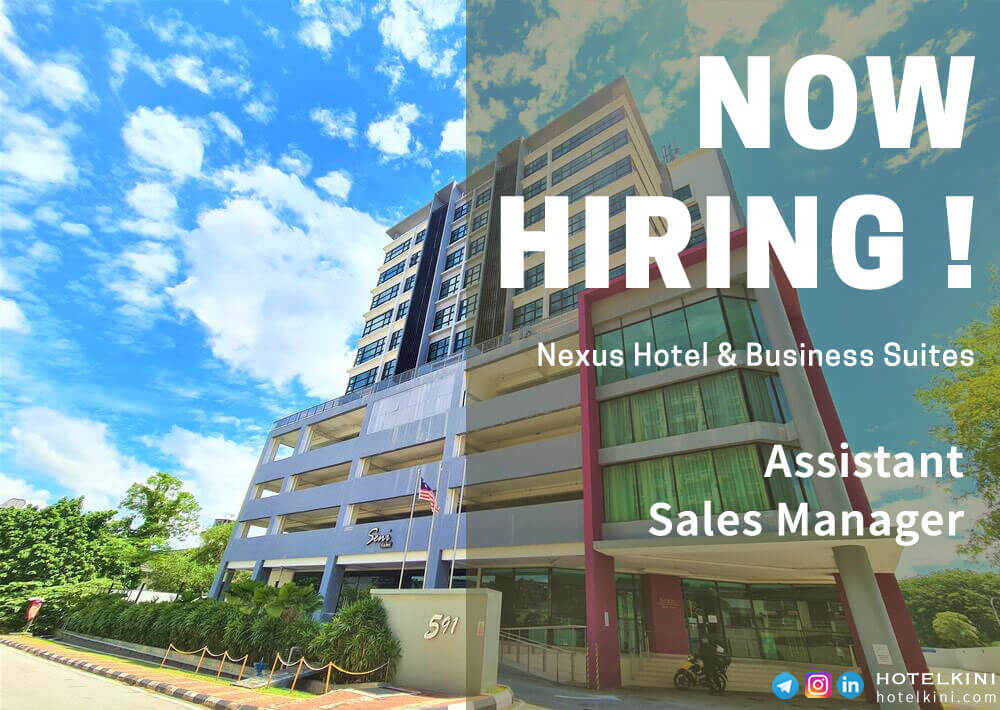 NOW
HIRING !
Nexus Hotel & Business Suites
Assistant
Sales Manager
Seri
591
HOTELKINI
hotelkini.com